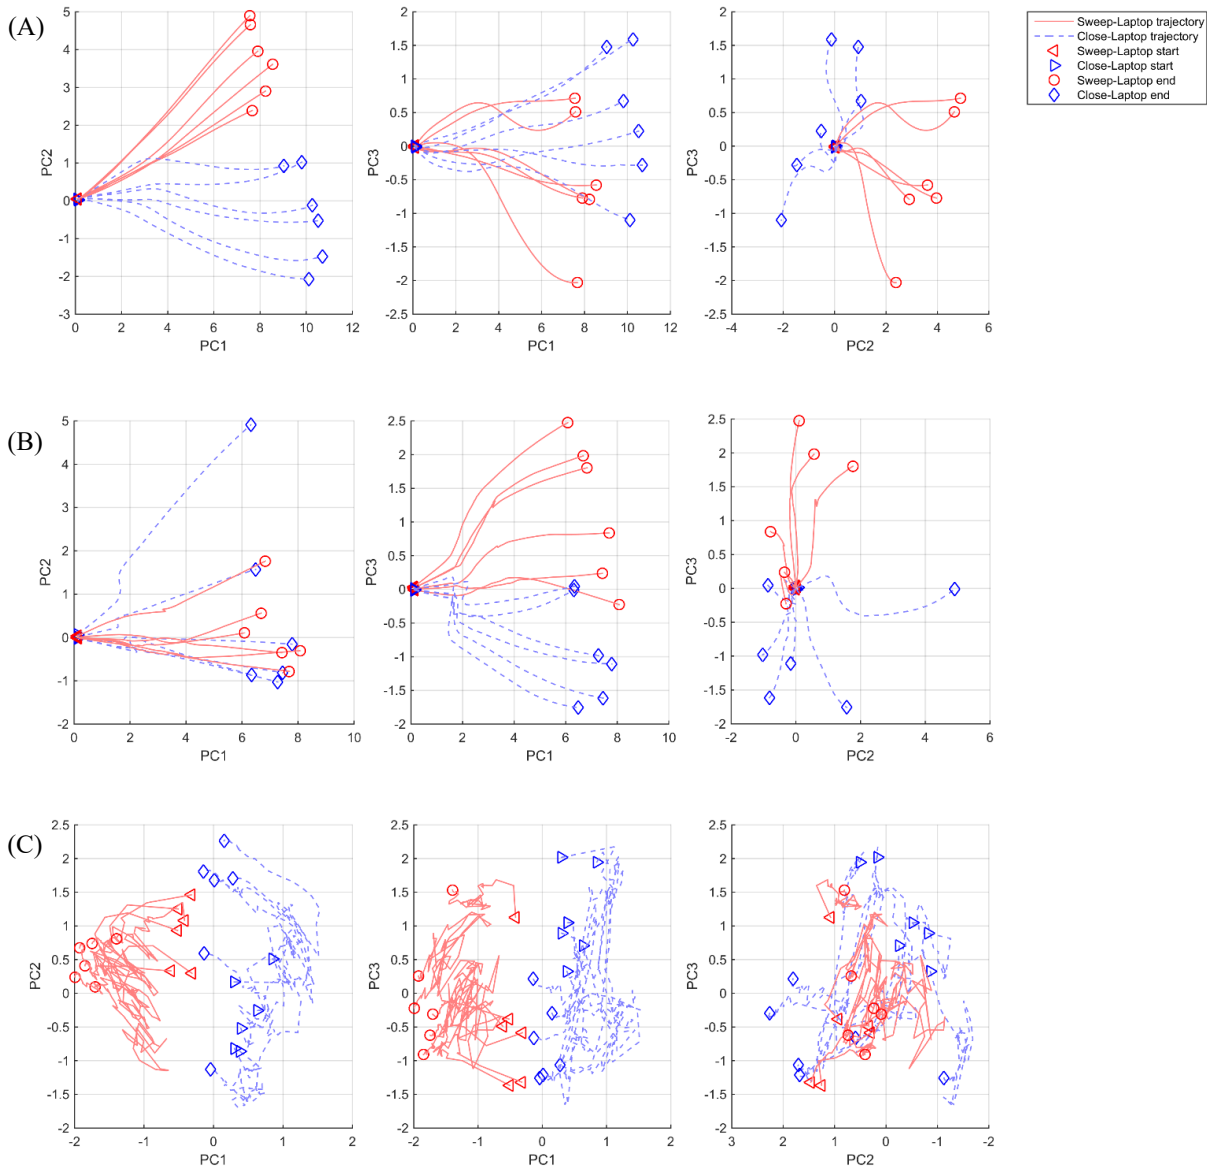 (A)
5
4
3
2
1
0
-1
-2
-3
PC2
0 2 4 6 8 10 12
PC1
2
1.5
1
0.5
0
-0.5
-1
-1.5
-2
-2.5
PC3
0 2 4 6 8 10 12
PC1
2
1.5
1
0.5
0
-0.5
-1
-1.5
-2
-2.5
PC3
-4 -2 0 2 4 6
PC2
Sweep-Laptop trajectory
Close-Laptop trajectory
Sweep-Laptop start
Close-Laptop start
Sweep-Laptop end
Close-Laptop end
(B)
5
4
3
2
1
0
-1
-2
PC2
0 2 4 6 8 10
PC1
2.5
2
1.5
1
0.5
0
-0.5
-1
-1.5
-2
PC3
0 2 4 6 8 10
PC1
2.5
2
1.5
1
0.5
0
-0.5
-1
-1.5
-2
PC3
-2 0 2 4 6
PC2
(C)
2.5
2
1.5
1
0.5
0
-0.5
-1
-1.5
-2
PC2
-2 -1 0 1 2
PC1
2.5
2
1.5
1
0.5
0
-0.5
-1
-1.5
-2
PC3
-2 -1 0 1 2
PC1
2.5
2
1.5
1
0.5
0
-0.5
-1
-1.5
-2
PC3
3 2 1 0 -1 -2
PC2